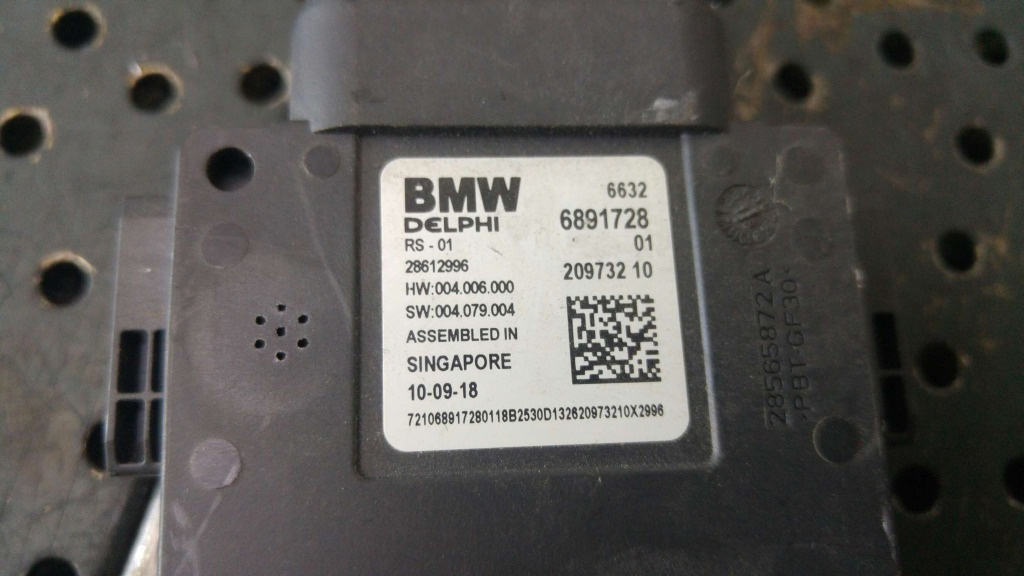 BMW
DELPHI
RS - 01
28612996
HW:004.006.000
SW:004.079.004
ASSEMBLED IN
SINGAPORE
10-09-18
6632
6891728
01
209732 10
721068917280118B2530D132620973210X2996
28565872A
>PBT-GF30<